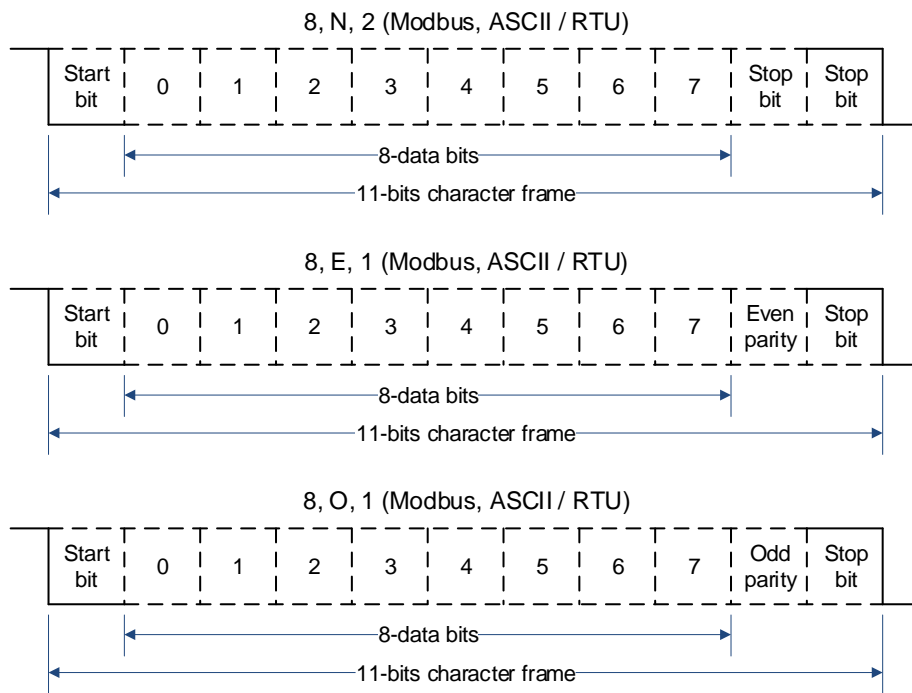 8, N, 2 (Modbus, ASCII / RTU)
Start bit 0 1 2 3 4 5 6 7 Stop bit Stop bit
8-data bits
11-bits character frame
8, E, 1 (Modbus, ASCII / RTU)
Start bit 0 1 2 3 4 5 6 7 Even parity Stop bit
8-data bits
11-bits character frame
8, O, 1 (Modbus, ASCII / RTU)
Start bit 0 1 2 3 4 5 6 7 Odd parity Stop bit
8-data bits
11-bits character frame